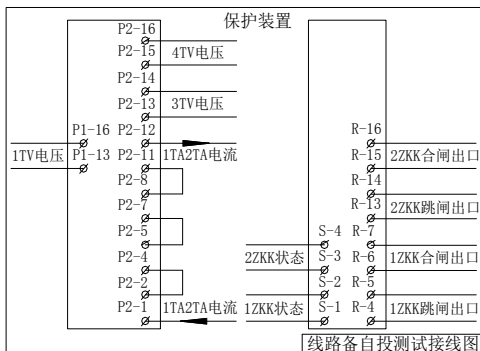 保护装置
P2-16
P2-15 4TV电压
P2-14
P2-13 3TV电压
P1-16 P2-12 R-16
1TV电压 P1-13 P2-11 1TA2TA电流 R-15 2ZKK合闸出口
P2-8 R-14
P2-7 R-13 2ZKK跳闸出口
P2-5 S-4 R-7
P2-4 2ZKK状态 S-3 R-6 1ZKK合闸出口
P2-2 S-2 R-5
P2-1 1TA2TA电流 1ZKK状态 S-1 R-4 1ZKK跳闸出口
线路备自投测试接线图